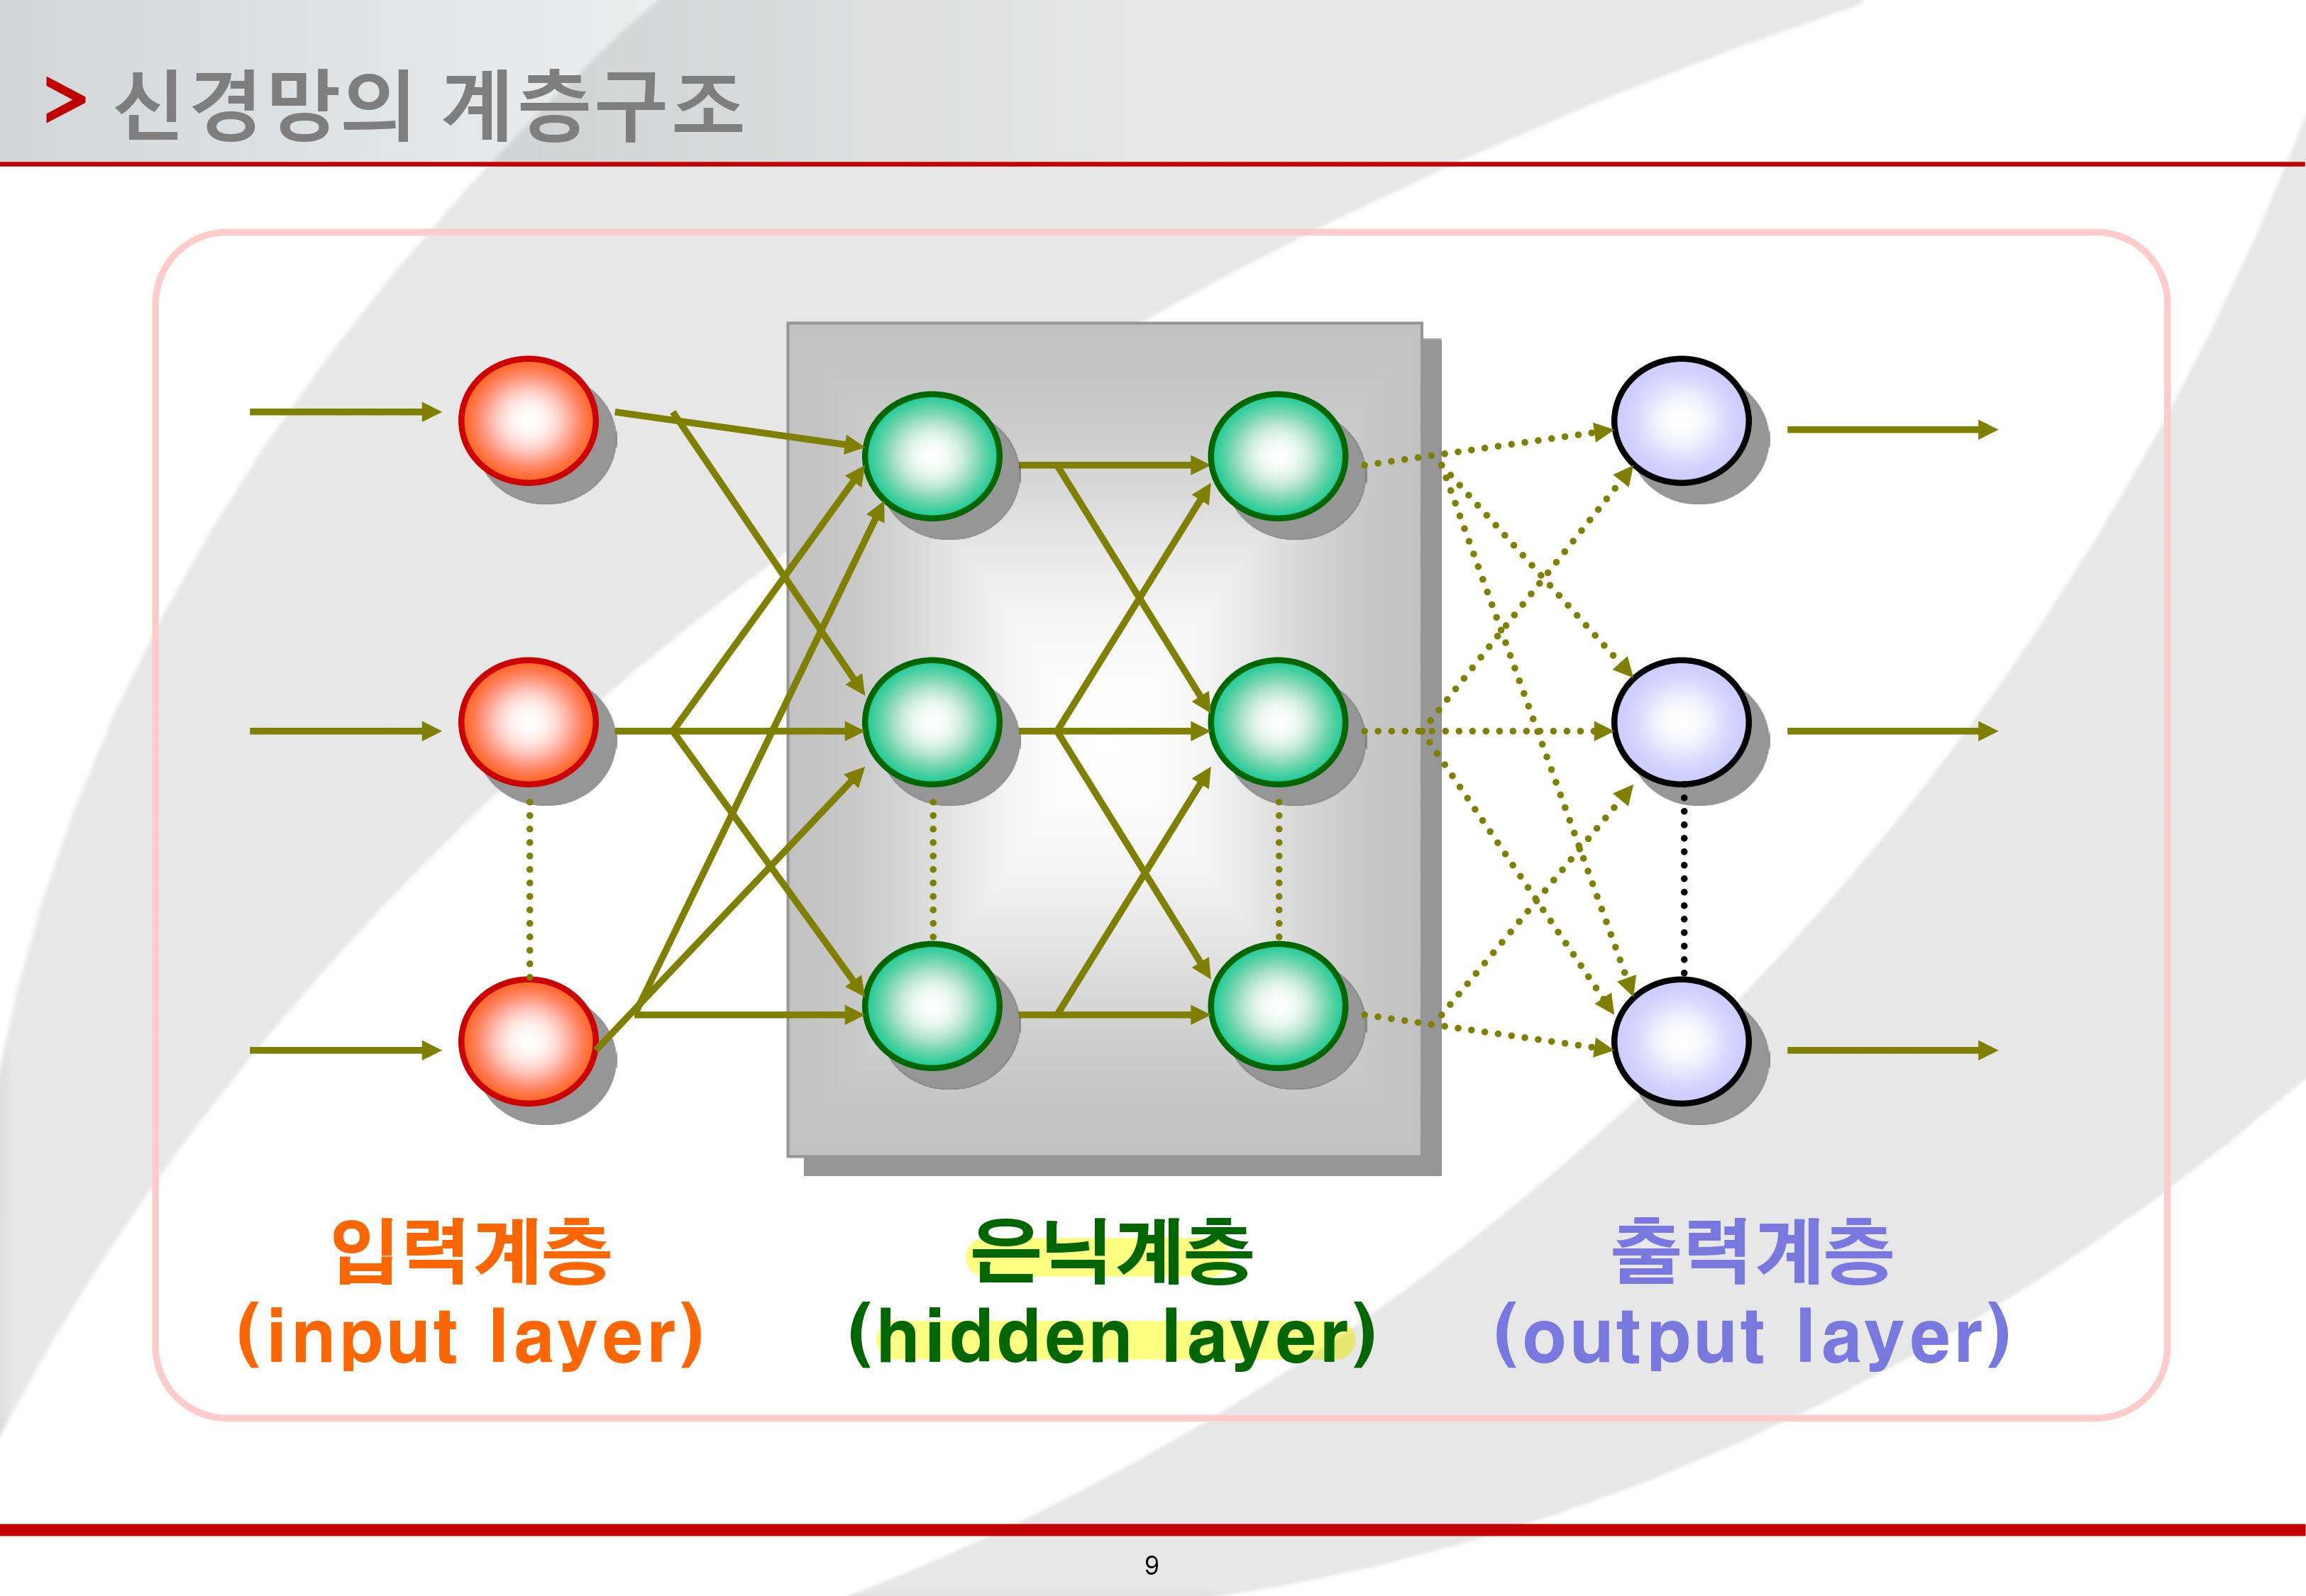 > 신경망의 계층구조
입력계층
(input layer)
은닉계층
(hidden layer)
출력계층
(output layer)
9